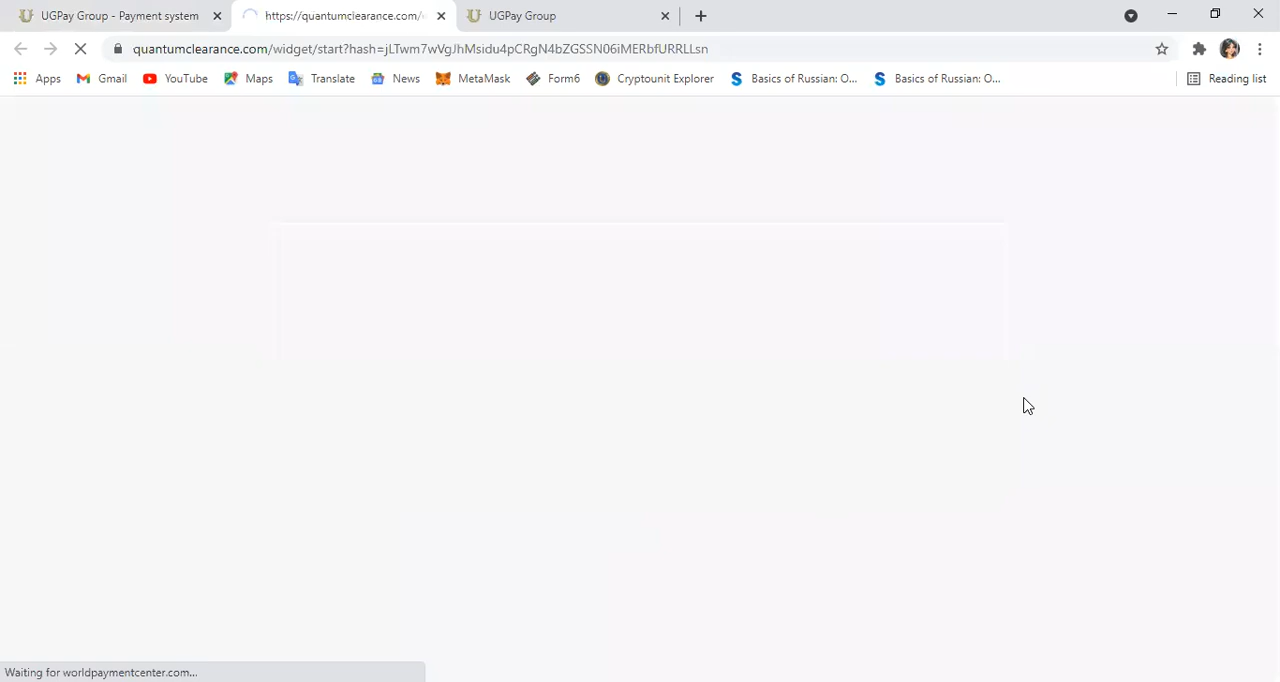 UGPay Group - Payment system
https://quantumclearance.com/
UGPay Group
quantumclearance.com/widget/start?hash=jLTwm7wVgJhMsidu4pCRgN4bZGSSN06iMERbfURRLLsn
Apps
Gmail
YouTube
Maps
Translate
News
MetaMask
Form6
Cryptounit Explorer
Basics of Russian: O...
Basics of Russian: O...
Reading list
Waiting for worldpaymentcenter.com...